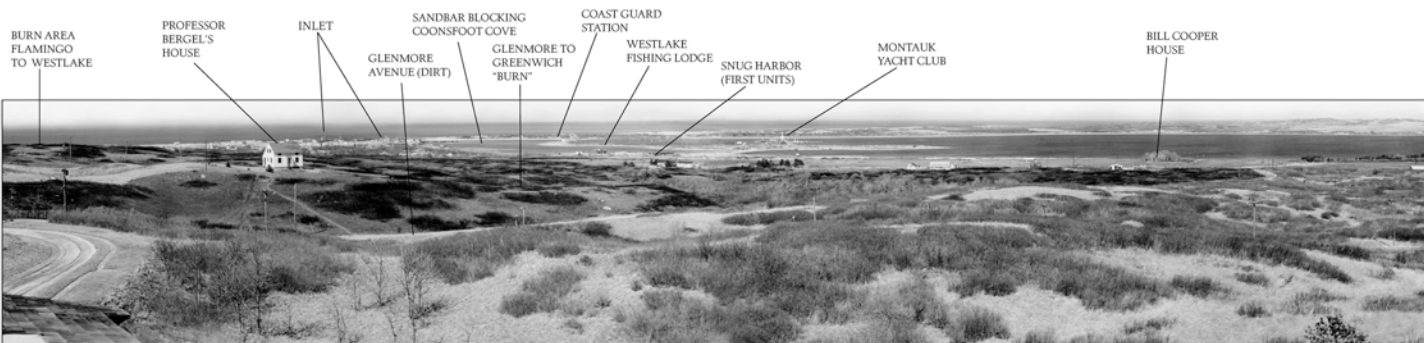 BURN AREA
FLAMINGO
TO WESTLAKE
PROFESSOR
BERGEL'S
HOUSE
INLET
GLENMORE
AVENUE (DIRT)
SANDBAR BLOCKING
COONSFOOT COVE
GLENMORE TO
GREENWICH
"BURN"
COAST GUARD
STATION
WESTLAKE
FISHING LODGE
SNUG HARBOR
(FIRST UNITS)
MONTAUK
YACHT CLUB
BILL COOPER
HOUSE